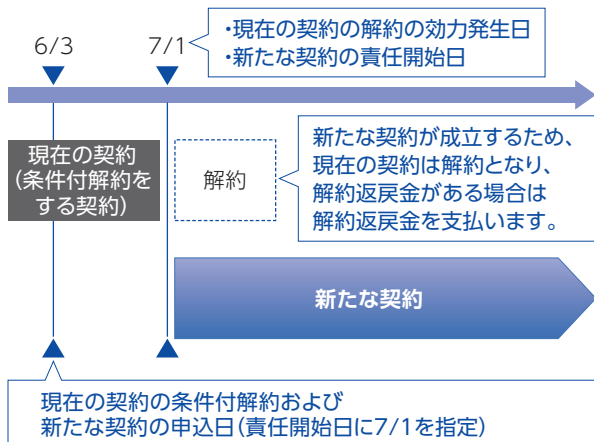 6/3
7/1
・現在の契約の解約の効力発生日
・新たな契約の責任開始日
現在の契約
(条件付解約を
する契約)
解約
新たな契約が成立するため、
現在の契約は解約となり、
解約返戻金がある場合は
解約返戻金を支払います。
新たな契約
現在の契約の条件付解約および
新たな契約の申込日(責任開始日に7/1を指定)